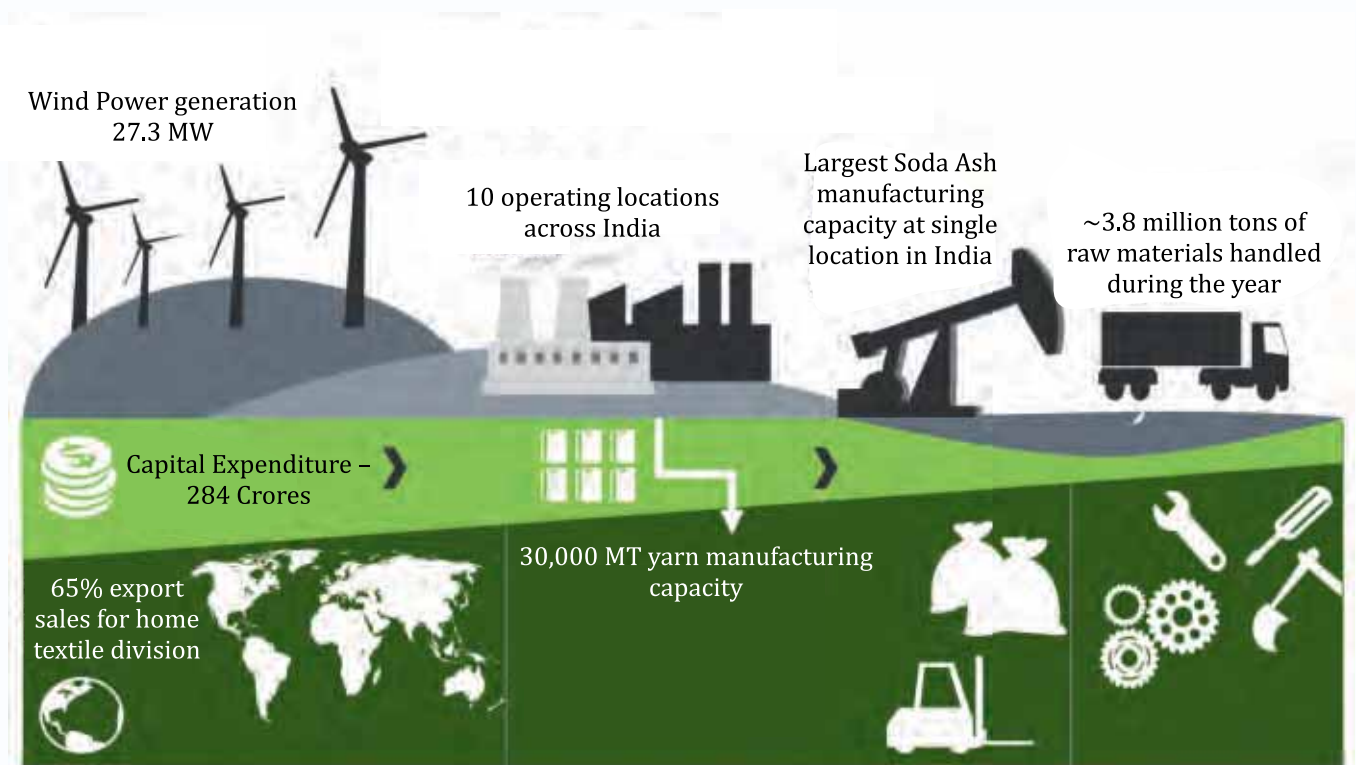 Wind Power generation
27.3 MW
10 operating locations
across India
Largest Soda Ash
manufacturing
capacity at single
location in India
~3.8 million tons of
raw materials handled
during the year
Capital Expenditure –
284 Crores
30,000 MT yarn manufacturing
capacity
65% export
sales for home
textile division